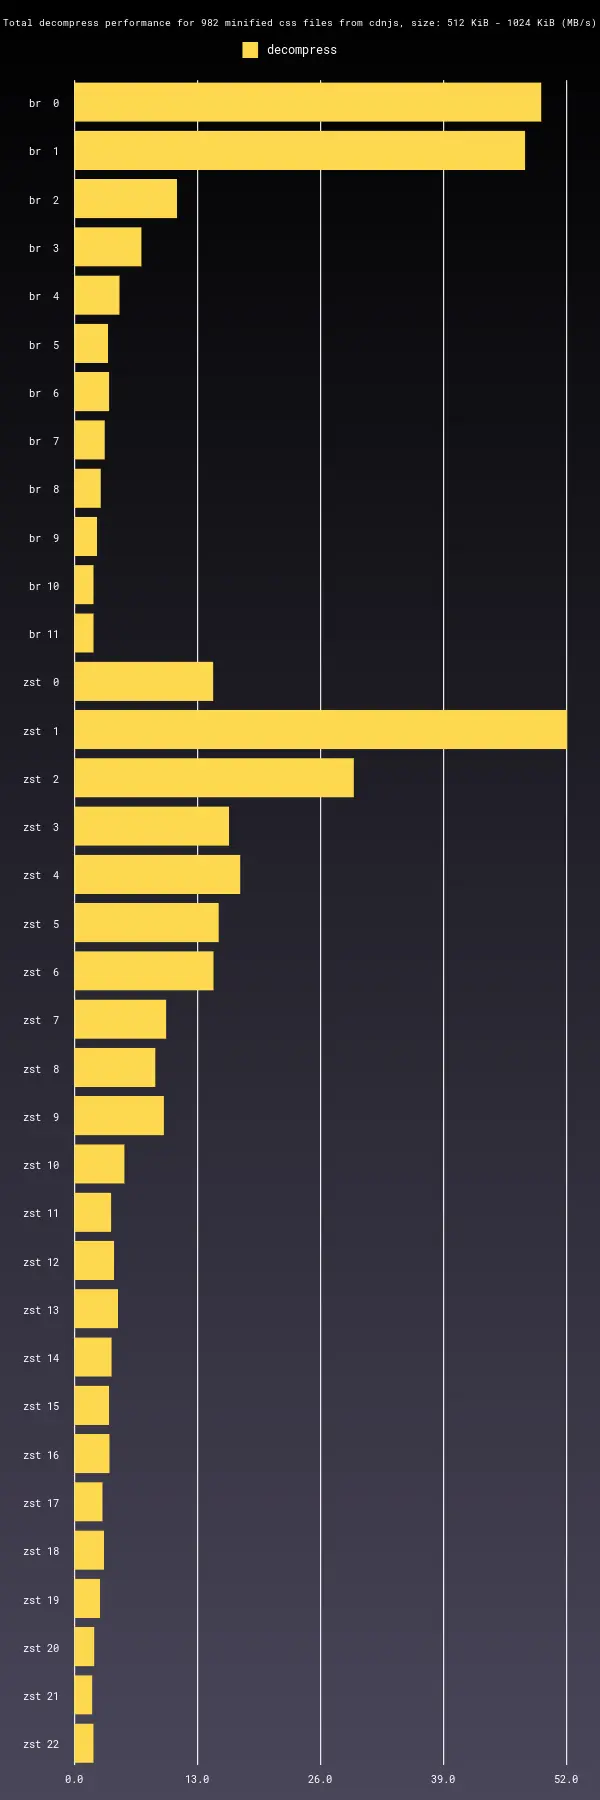 Total decompress performance for 982 minified css files from cdnjs, size: 512 KiB - 1024 KiB (MB/s)
decompress
br  0
br  1
br  2
br  3
br  4
br  5
br  6
br  7
br  8
br  9
br 10
br 11
zst  0
zst  1
zst  2
zst  3
zst  4
zst  5
zst  6
zst  7
zst  8
zst  9
zst 10
zst 11
zst 12
zst 13
zst 14
zst 15
zst 16
zst 17
zst 18
zst 19
zst 20
zst 21
zst 22
0.0 13.0 26.0 39.0 52.0